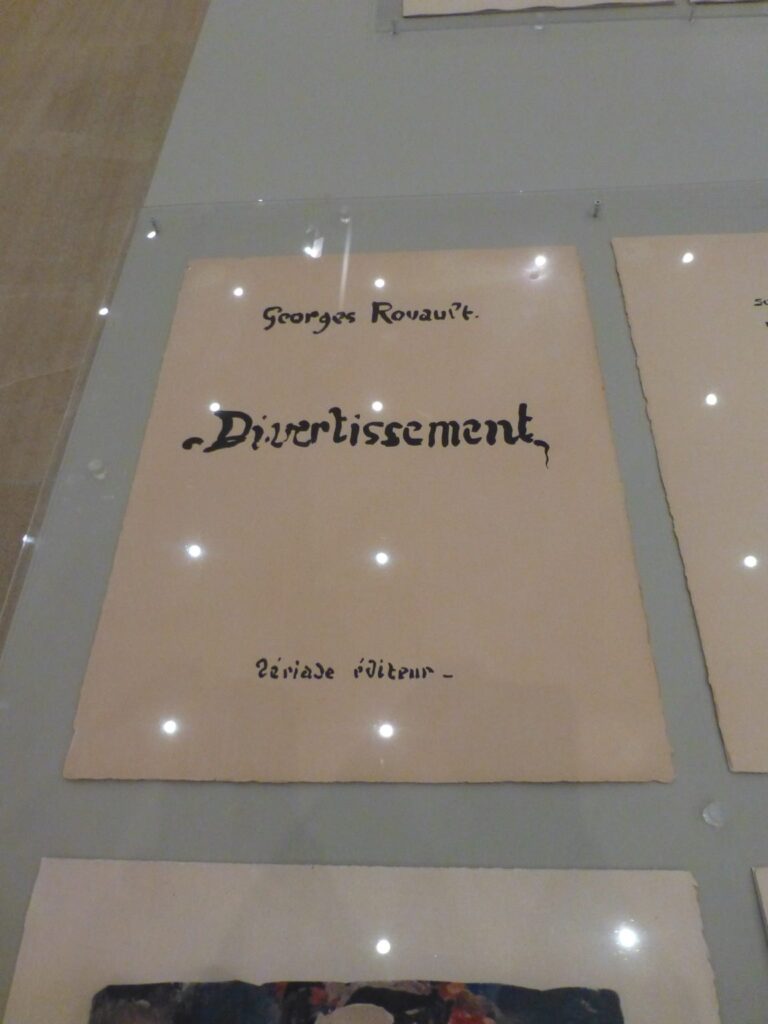 Georges Rouault.
Divertissement
Tériade éditeur -